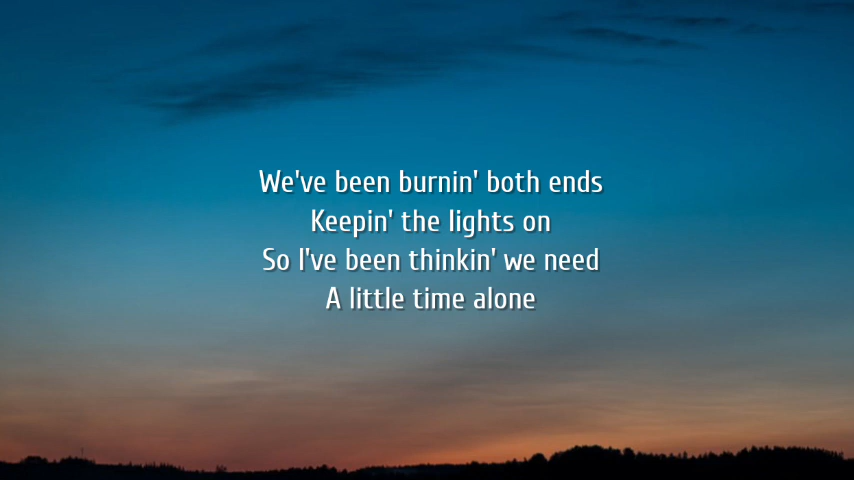 We've been burnin' both ends
Keepin' the lights on
So I've been thinkin' we need
A little time alone